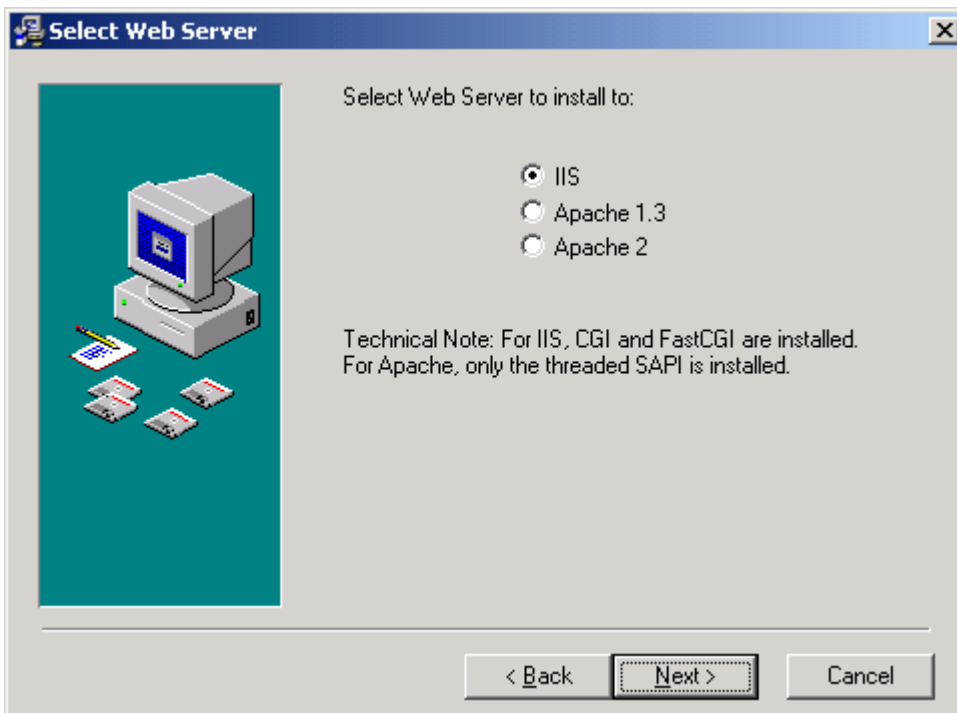 Select Web Server
Select Web Server to install to:
IIS
Apache 1.3
Apache 2
Technical Note: For IIS, CGI and FastCGI are installed.
For Apache, only the threaded SAPI is installed.
< Back
Next >
Cancel